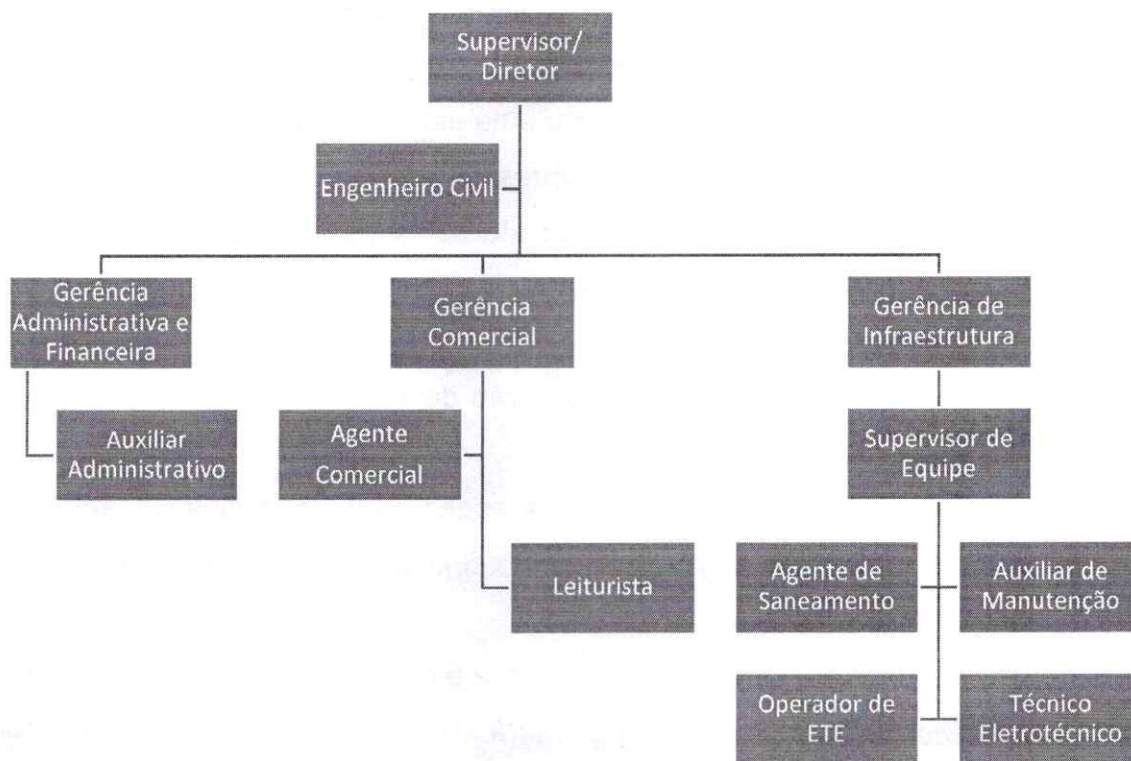 Supervisor/
Diretor
Engenheiro Civil
Gerência
Administrativa e
Financeira
Gerência
Comercial
Gerência de
Infraestrutura
Auxiliar
Administrativo
Agente
Comercial
Supervisor de
Equipe
Leiturista
Agente de
Saneamento
Auxiliar de
Manutenção
Operador de
ETE
Técnico
Eletrotécnico